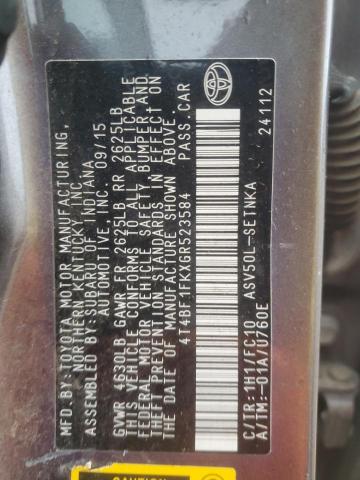 MFD.BY:TOYOTA MOTOR MANUFACTURING,
NORTHERN KENTUCKY,INC.
ASSEMBLED BY:SUBARU OF INDIANA
AUTOMOTIVE, INC. 09/15
GVWR 4630LB GAWR FR 2625LB RR 2625LB
THIS VEHICLE CONFORMS TO ALL APPLICABLE
FEDERAL MOTOR VEHICLE SAFETY, BUMPER AND
THEFT PREVENTION STANDARDS IN EFFECT ON
THE DATE OF MANUFACTURE SHOWN ABOVE.
4T4BF1FKXGR523584 PASS.CAR
C/TR:1H1/FC10 ASV50L-SETNKA
A/TM:-01A/U760E 24112
CAUTION